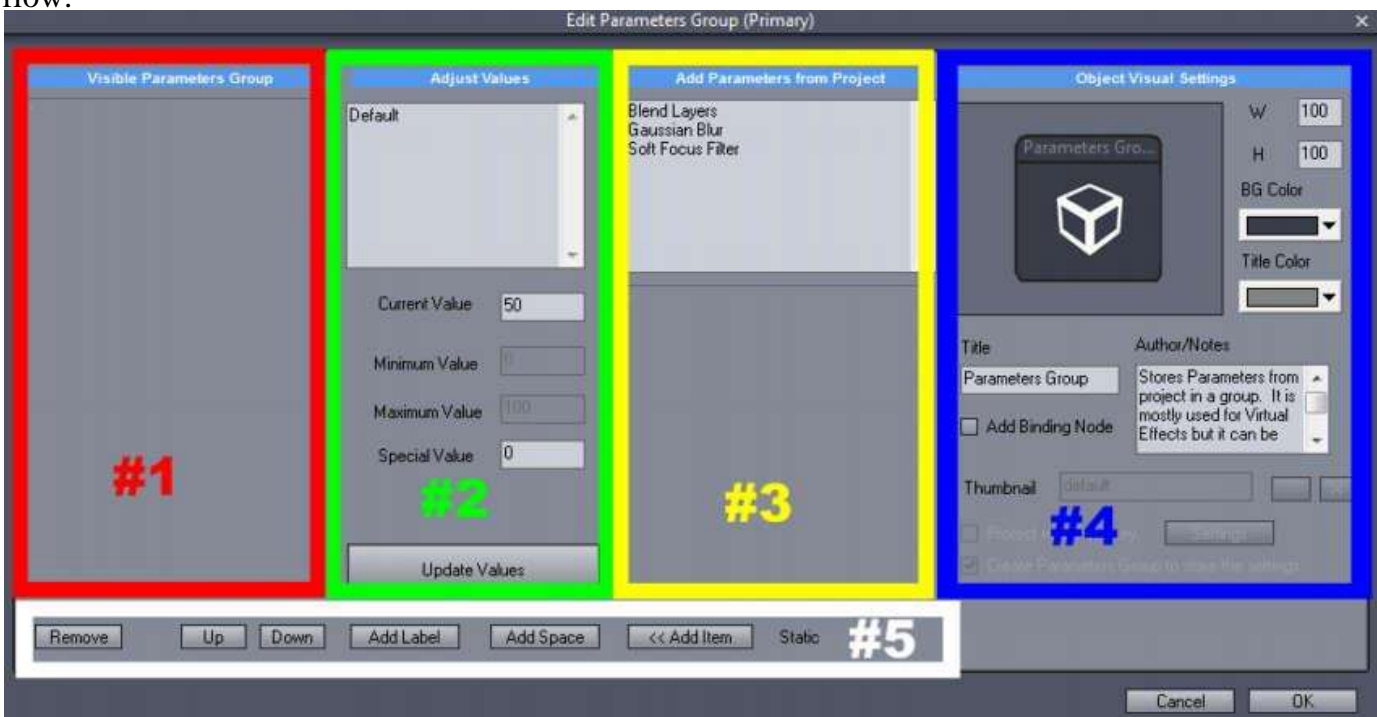 Edit Parameters Group (Primary)
Visible Parameters Group
#1
Adjust Values
Default
Current Value 50
Minimum Value 0
Maximum Value 100
Special Value 0
#2
Update Values
Add Parameters from Project
Blend Layers
Gaussian Blur
Soft Focus Filter
#3
Object Visual Settings
Parameters Gro...
W 100
H 100
BG Color
Title Color
Title
Parameters Group
Add Binding Node
Author/Notes
Stores Parameters from
project in a group. It is
mostly used for Virtual
Effects but it can be
Thumbnail default
#4
Settings
Create Parameters Group to store the settings
Remove Up Down Add Label Add Space << Add Item Static #5
Cancel OK